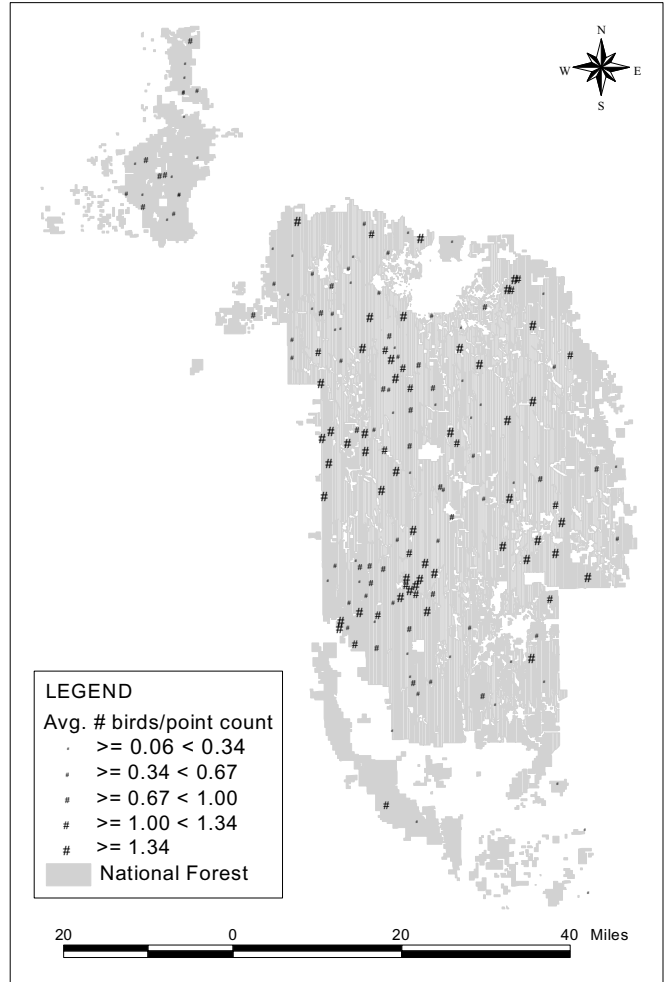 N
W E
S
LEGEND
Avg. # birds/point count
>= 0.06 < 0.34
# >= 0.34 < 0.67
# >= 0.67 < 1.00
# >= 1.00 < 1.34
# >= 1.34
National Forest
20 0 20 40 Miles